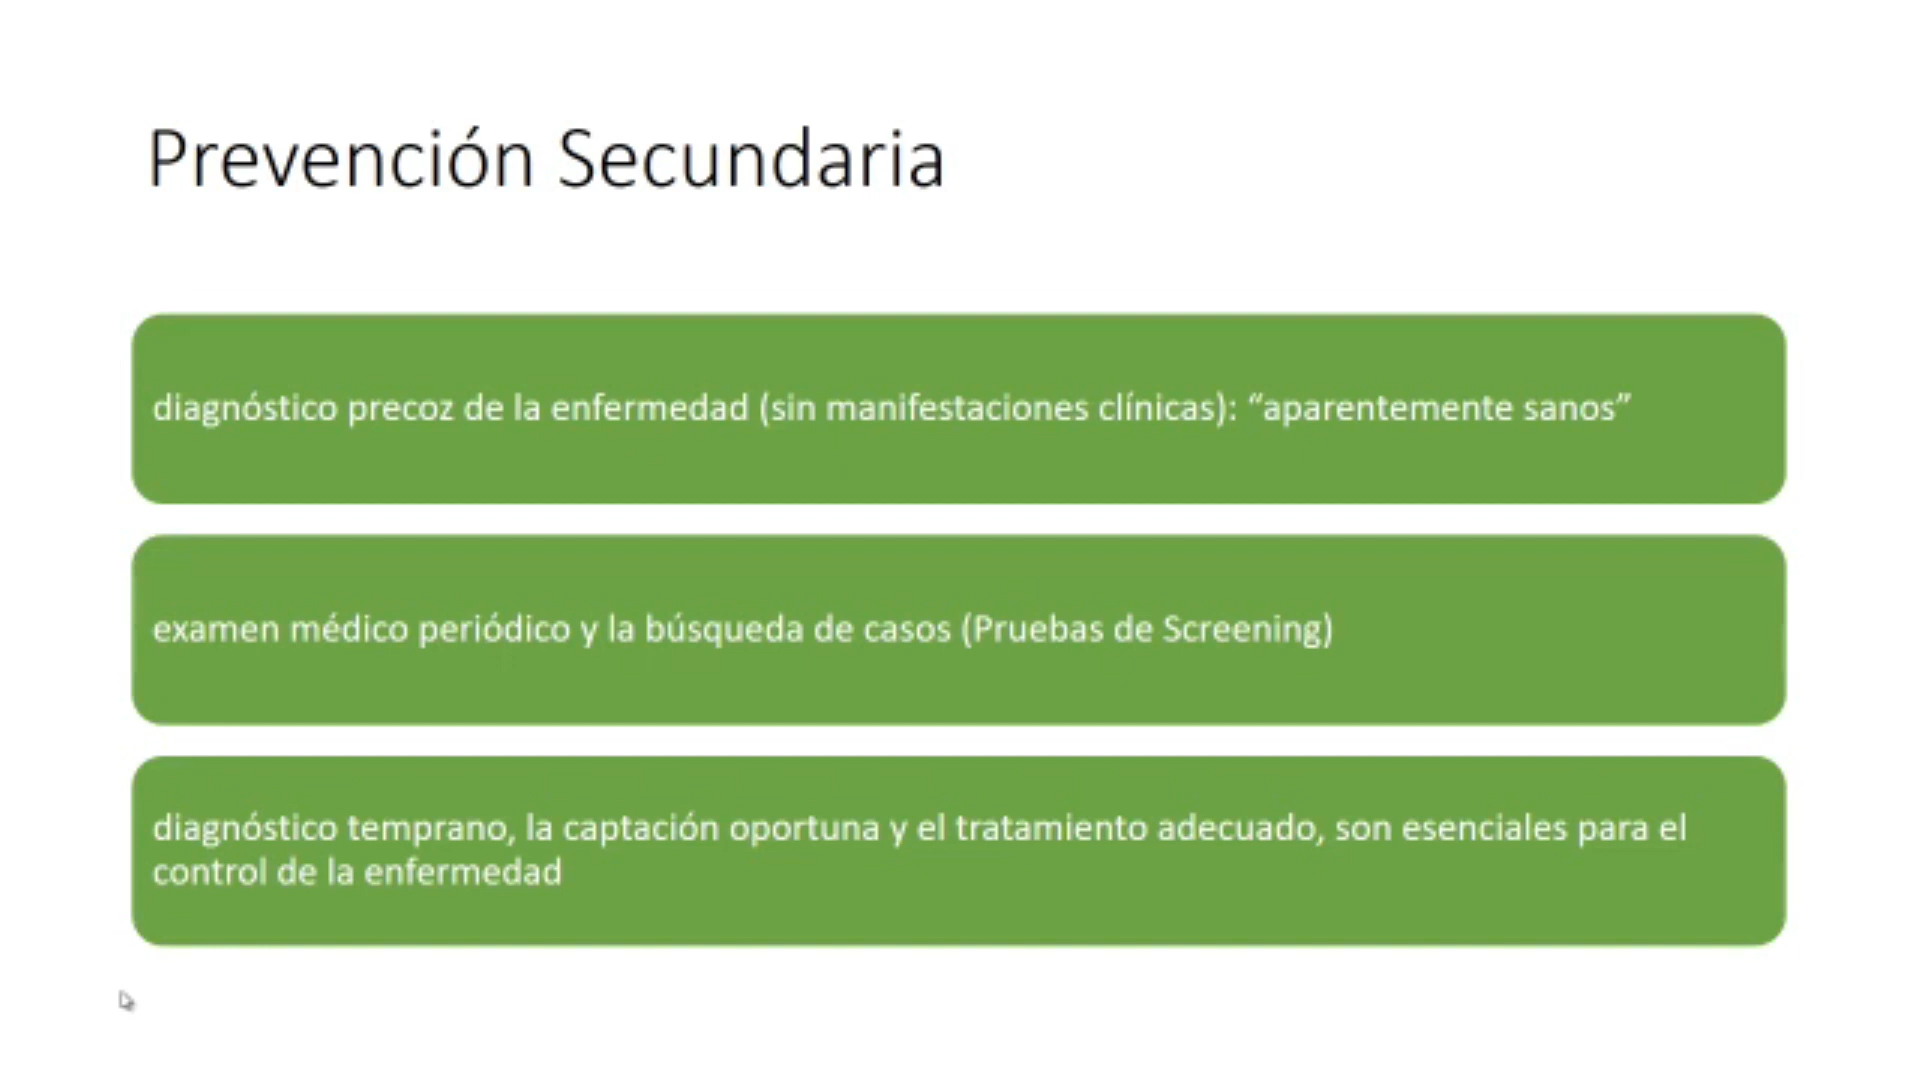 Prevención Secundaria
diagnóstico precoz de la enfermedad (sin manifestaciones clínicas): “aparentemente sanos”
examen médico periódico y la búsqueda de casos (Pruebas de Screening)
diagnóstico temprano, la captación oportuna y el tratamiento adecuado, son esenciales para el
control de la enfermedad